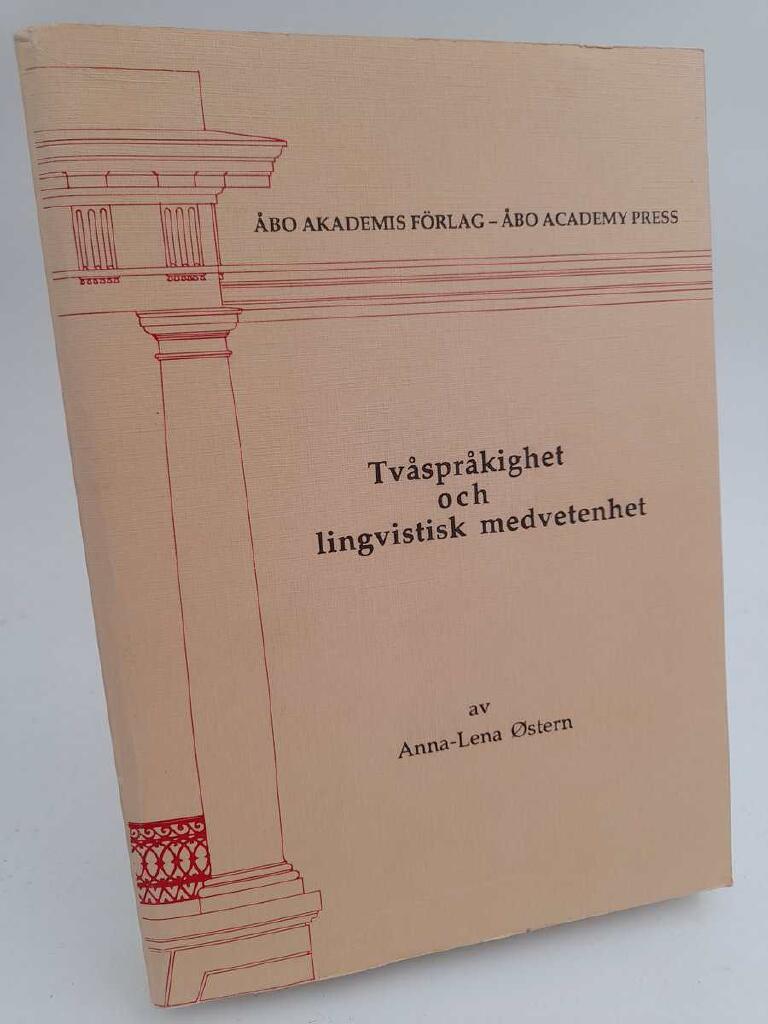 ÅBO AKADEMIS FÖRLAG – ÅBO ACADEMY PRESS
Tvåspråkighet
och
lingvistisk medvetenhet
av
Anna-Lena Østern